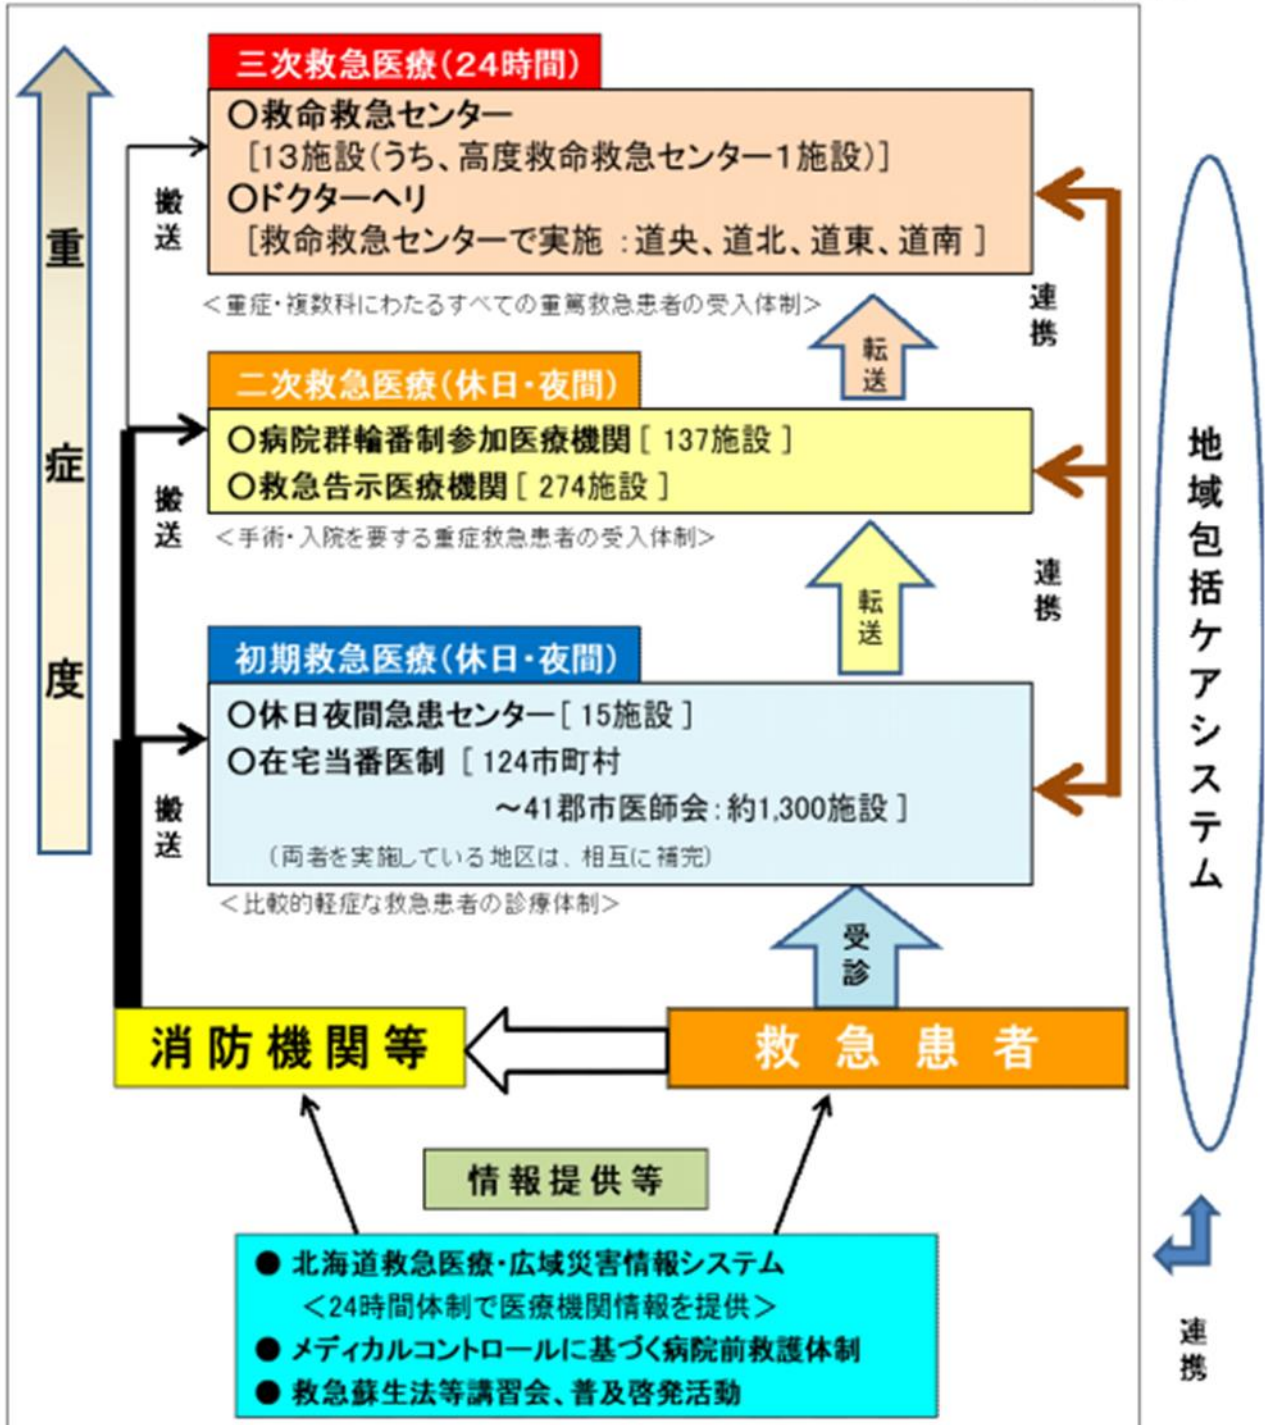 三次救急医療(24時間)
〇救命救急センター
[13施設(うち、高度救命救急センター1施設)]
〇ドクターヘリ
[救命救急センターで実施 :道央、道北、道東、道南 ]
<重症・複数科にわたるすべての重篤救急患者の受入体制>
搬送
転送
連携
二次救急医療(休日・夜間)
〇病院群輪番制参加医療機関[ 137施設 ]
〇救急告示医療機関[ 274施設 ]
<手術・入院を要する重症救急患者の受入体制>
搬送
転送
連携
初期救急医療(休日・夜間)
〇休日夜間急患センター[ 15施設 ]
〇在宅当番医制 [ 124市町村
~41郡市医師会:約1,300施設 ]
(両者を実施している地区は、相互に補完)
<比較的軽症な救急患者の診療体制>
搬送
受診
重症度
地域包括ケアシステム
消防機関等
救急患者
情報提供等
● 北海道救急医療・広域災害情報システム
<24時間体制で医療機関情報を提供>
● メディカルコントロールに基づく病院前救護体制
● 救急蘇生法等講習会、普及啓発活動
連携